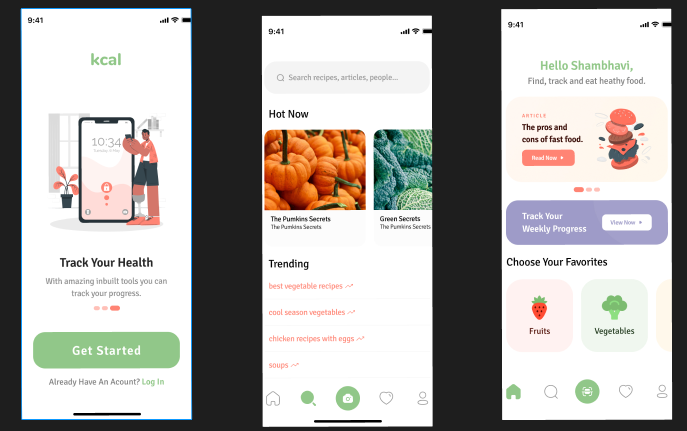 9:41
kcal
10:34
Track Your Health
With amazing inbuilt tools you can
track your progress.
Get Started
Already Have An Acount? Log In
9:41
Search recipes, articles, people...
Hot Now
The Pumkins Secrets
The Pumkins Secrets
Green Secrets
The Pumkins Secrets
Trending
best vegetable recipes
cool season vegetables
chicken recipes with eggs
soups
9:41
Hello Shambhavi,
Find, track and eat heathy food.
ARTICLE
The pros and
cons of fast food.
Read Now
Track Your
Weekly Progress
View Now
Choose Your Favorites
Fruits
Vegetables